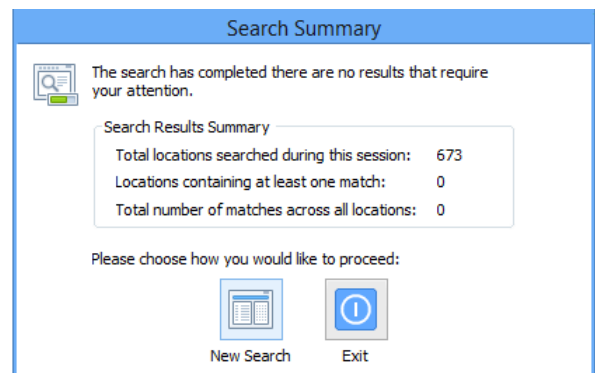 Search Summary
The search has completed there are no results that require
your attention.
Search Results Summary
Total locations searched during this session: 673
Locations containing at least one match: 0
Total number of matches across all locations: 0
Please choose how you would like to proceed:
New Search Exit